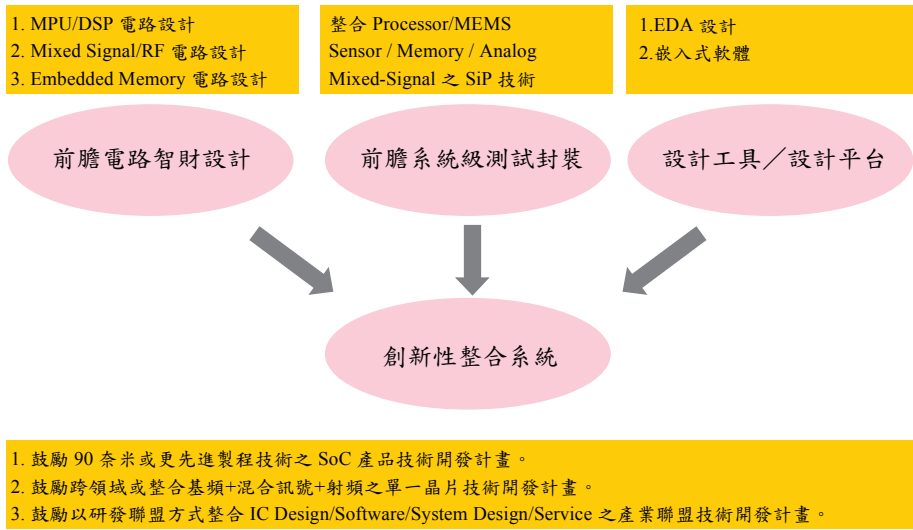 1. MPU/DSP 電路設計
2. Mixed Signal/RF 電路設計
3. Embedded Memory 電路設計
整合 Processor/MEMS
Sensor / Memory / Analog
Mixed-Signal 之 SiP 技術
1.EDA 設計
2.嵌入式軟體
前膽電路智財設計
前膽系統級測試封裝
設計工具／設計平台
創新性整合系統
1. 鼓勵 90 奈米或更先進製程技術之 SoC 產品技術開發計畫。
2. 鼓勵跨領域或整合基頻+混合訊號+射頻之單一晶片技術開發計畫。
3. 鼓勵以研發聯盟方式整合 IC Design/Software/System Design/Service 之產業聯盟技術開發計畫。